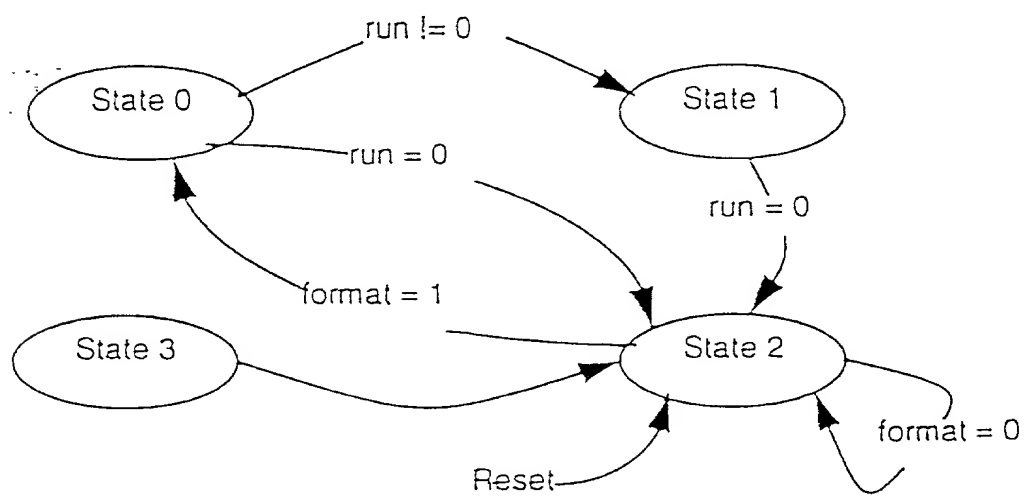 run != 0
State 0
State 1
run = 0
run = 0
format = 1
State 3
State 2
format = 0
Reset